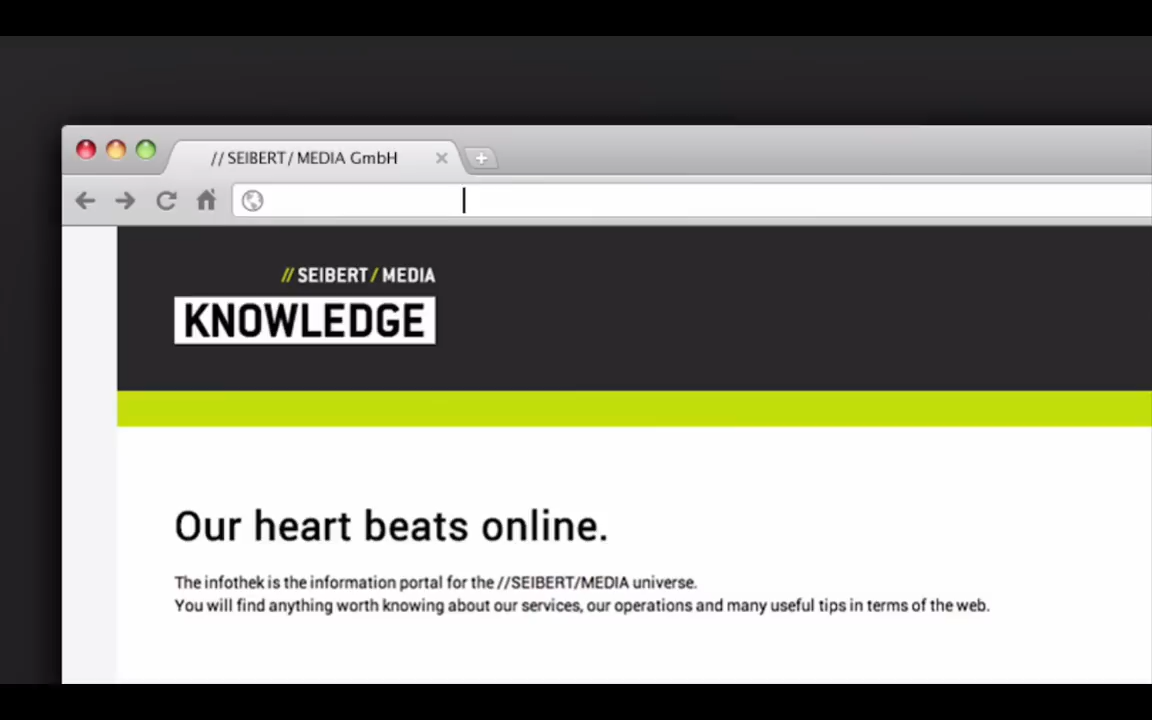 // SEIBERT/ MEDIA GmbH
// SEIBERT / MEDIA
KNOWLEDGE
Our heart beats online.
The infothek is the information portal for the //SEIBERT/MEDIA universe.
You will find anything worth knowing about our services, our operations and many useful tips in terms of the web.